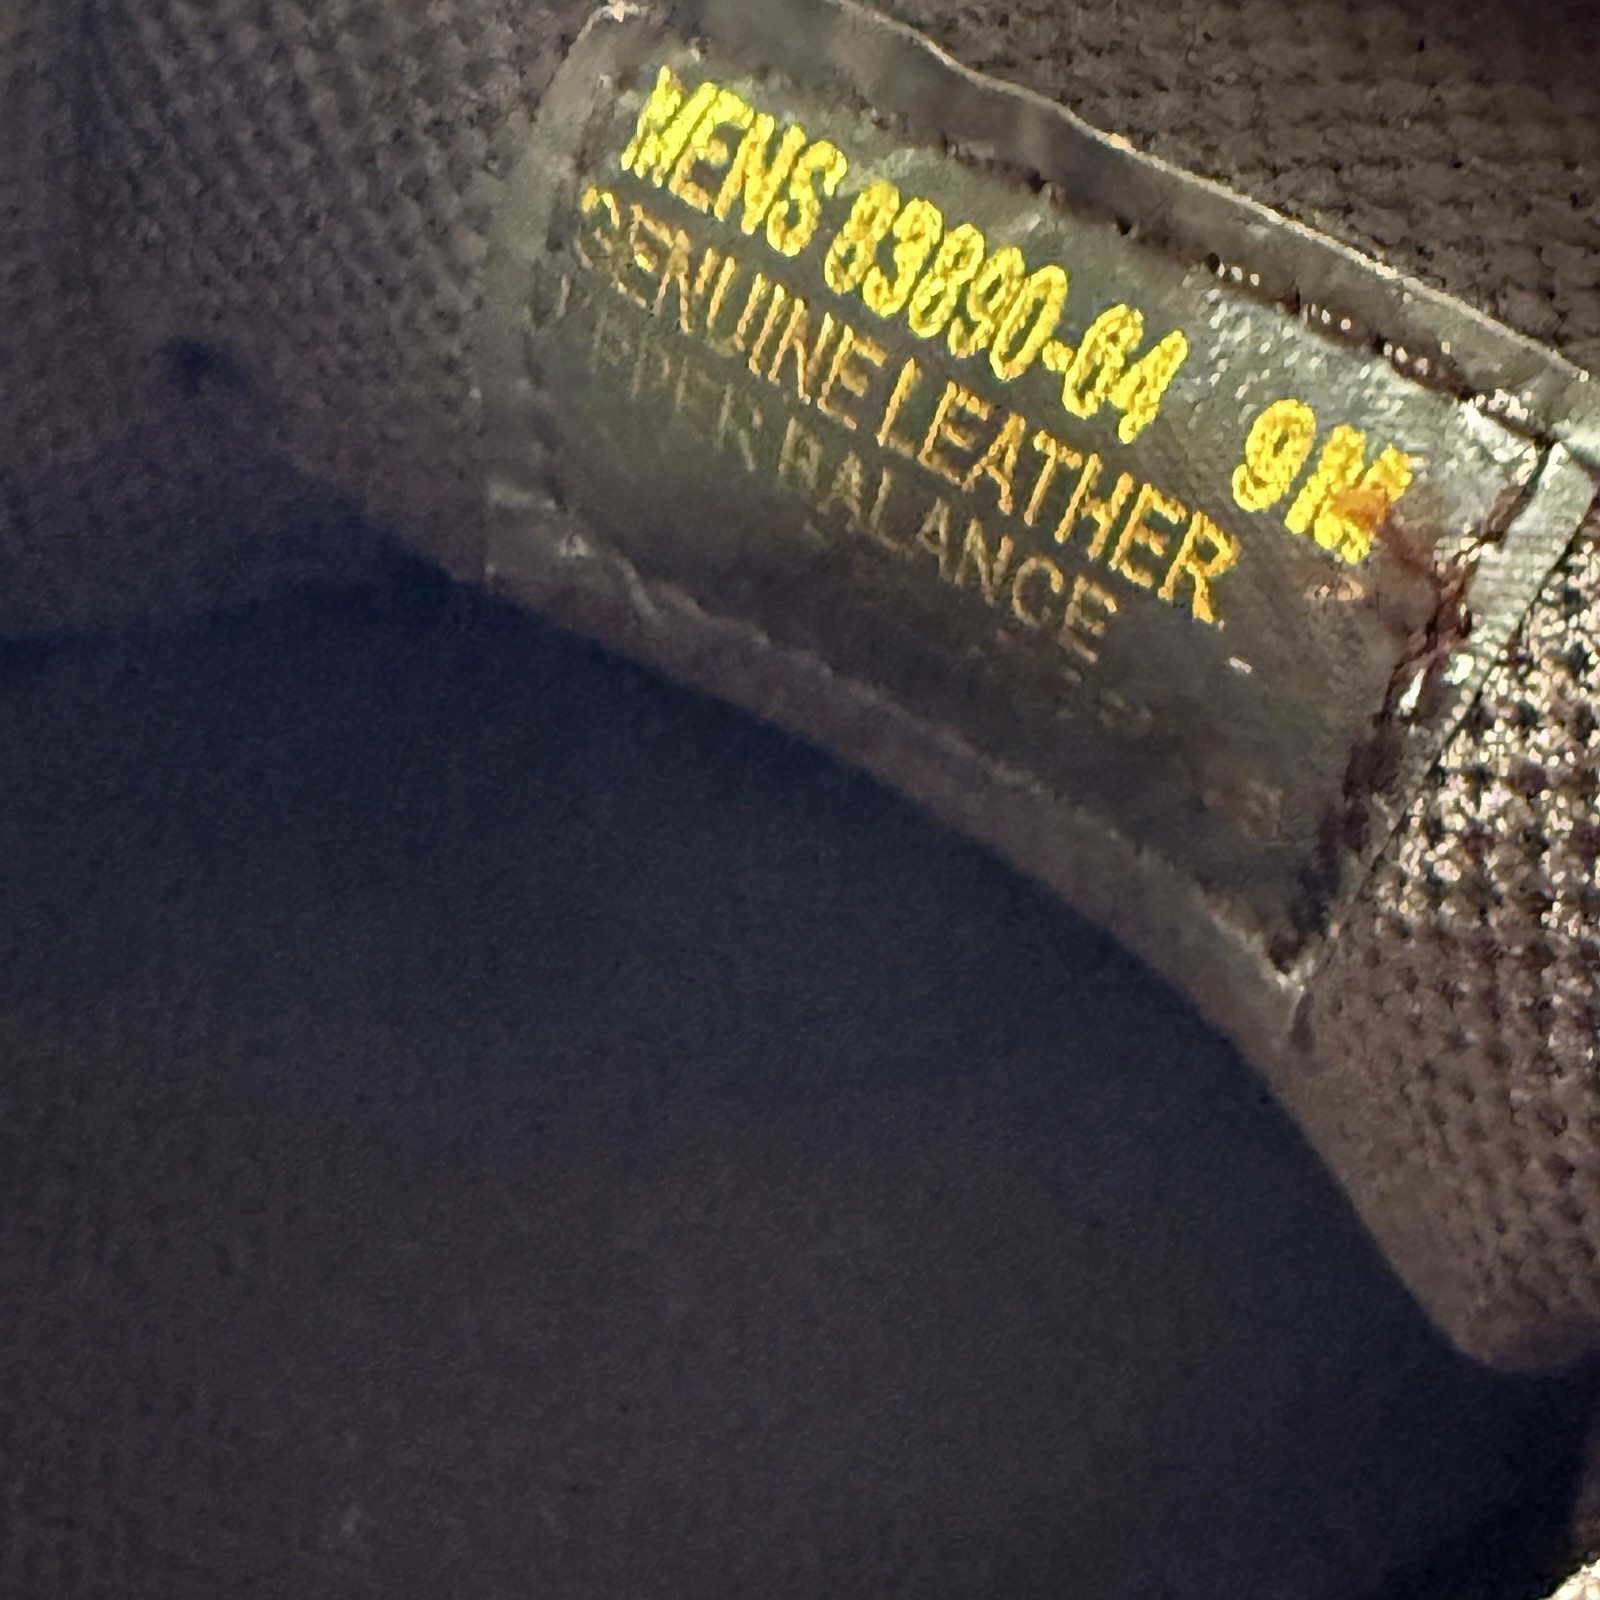 MENS 83890-64 9M
GENUINE LEATHER
UPPER BALANCE